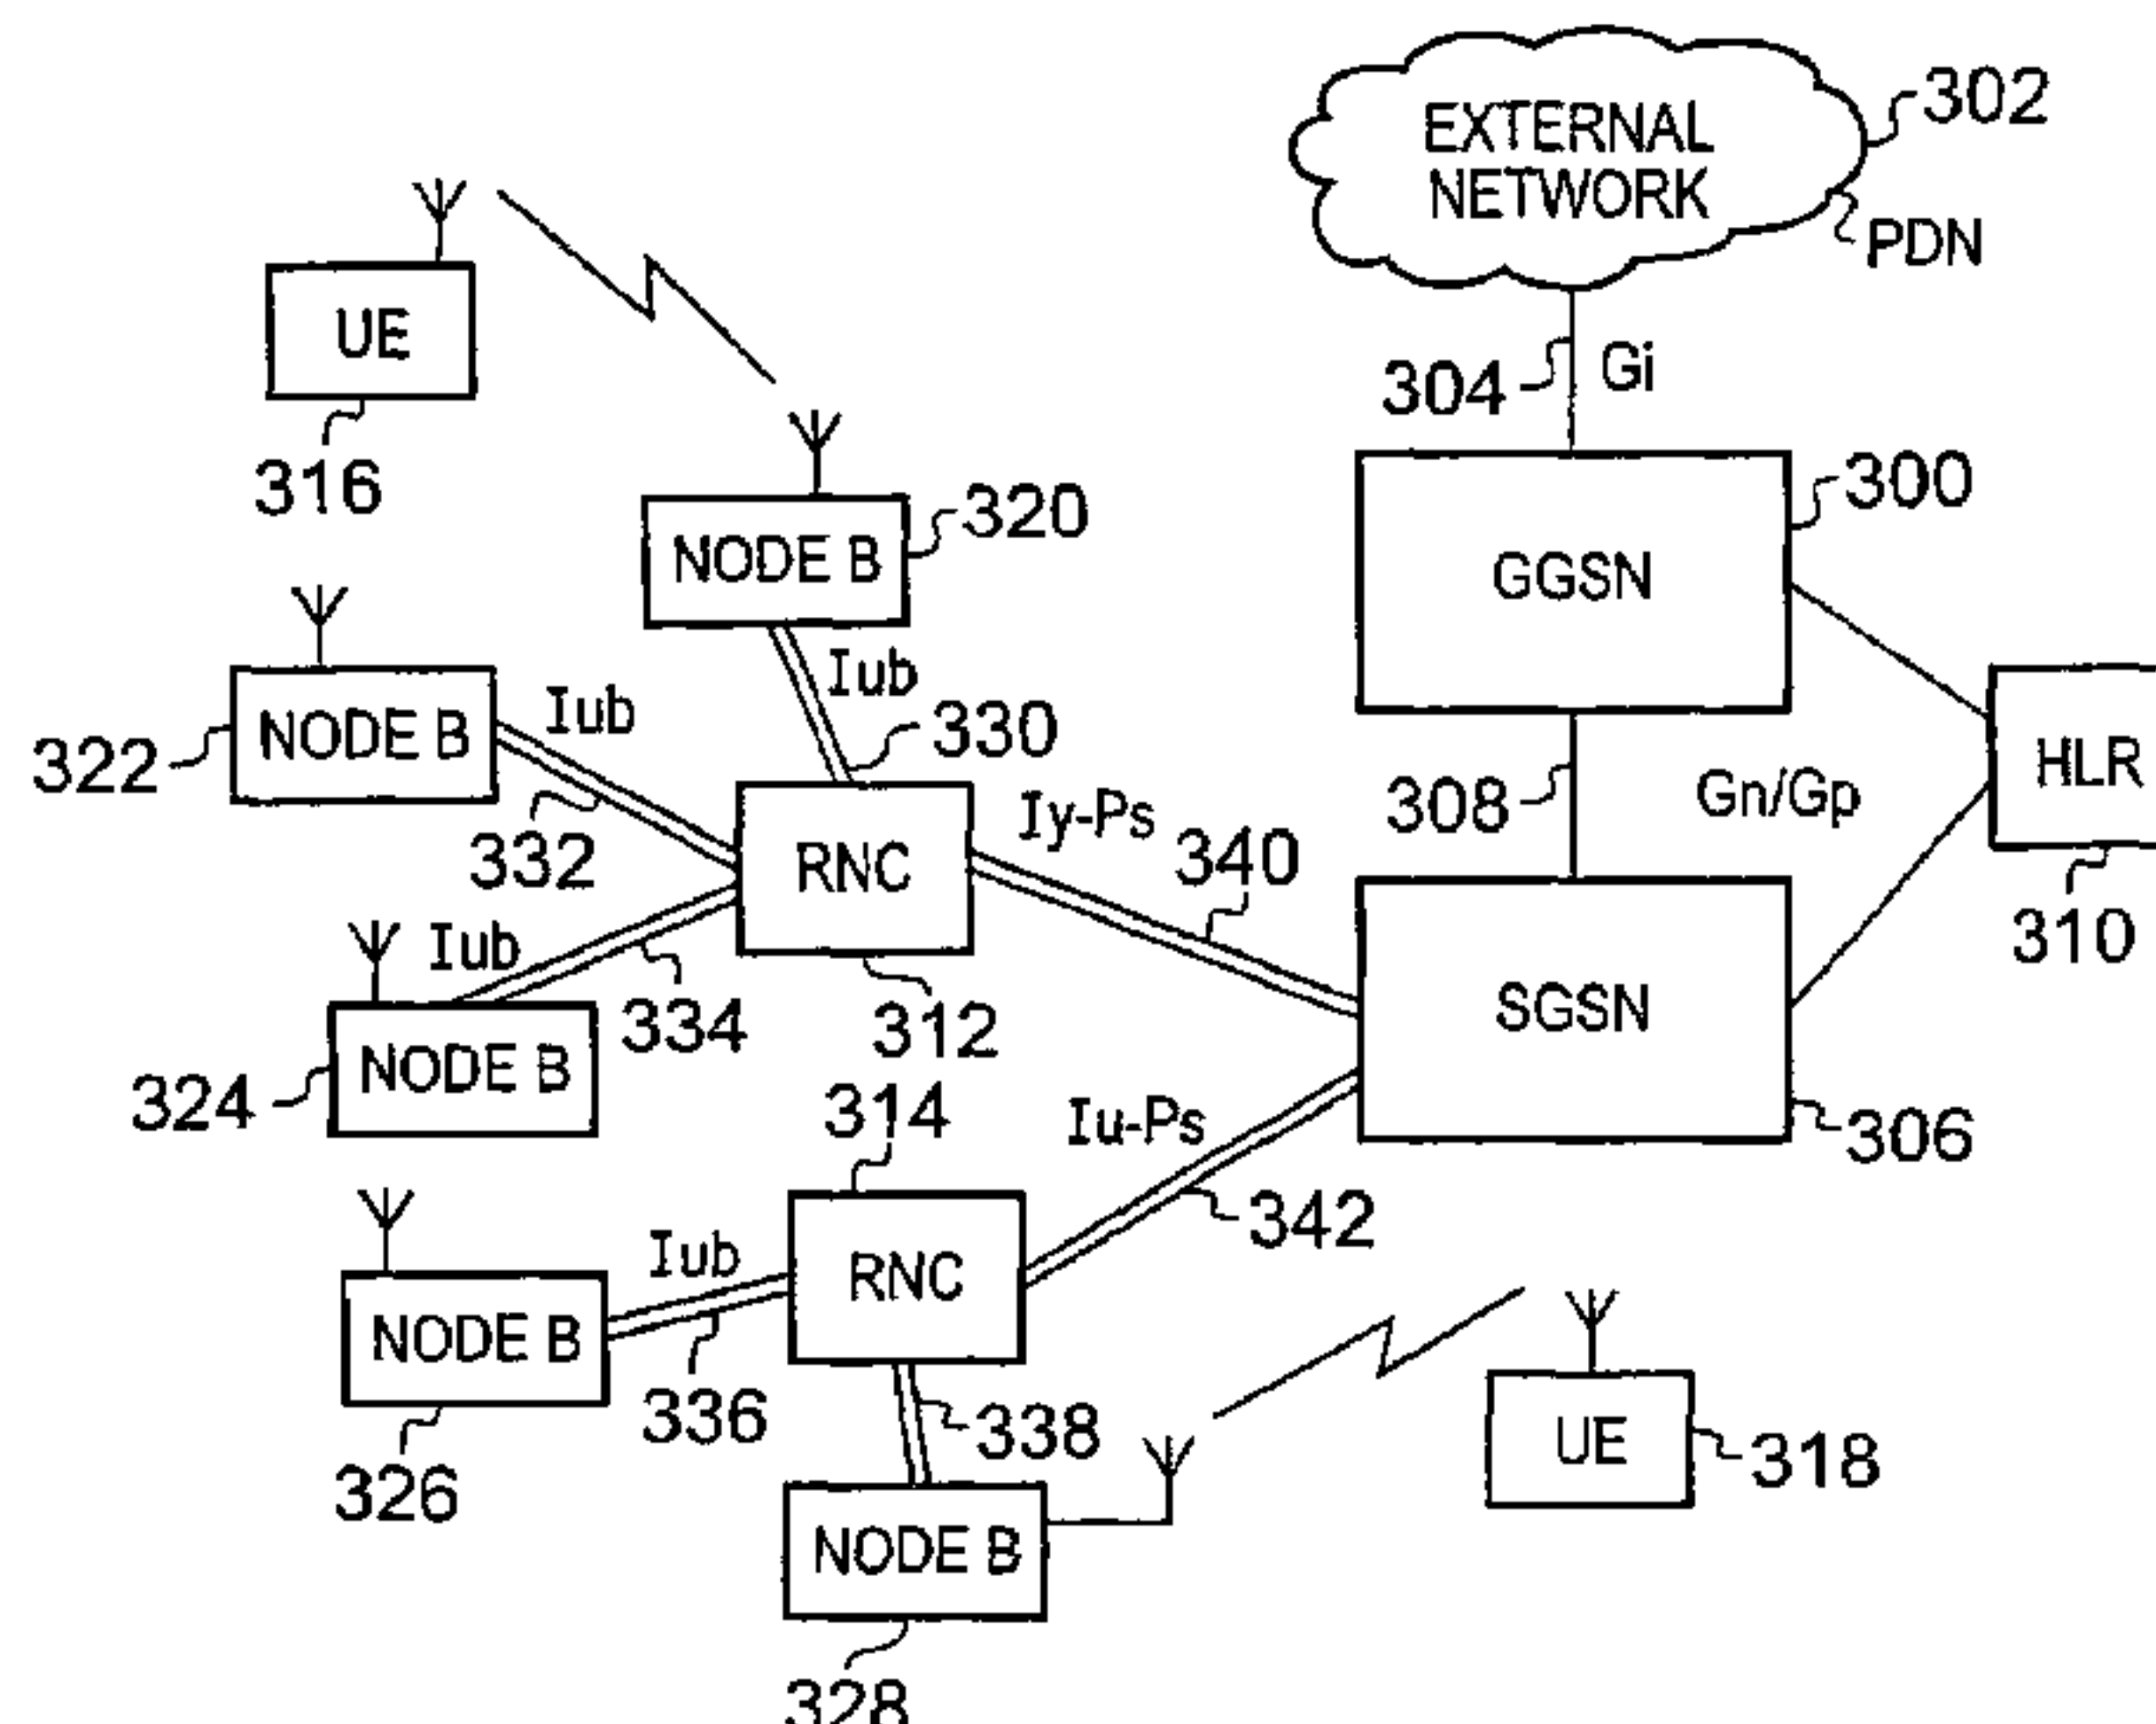 EXTERNAL
NETWORK
302
PDN
304
Gi
UE
316
NODE B
320
GGSN
300
Iub
330
NODE B
322
Iub
332
308
Gn/Gp
HLR
310
RNC
312
Iy-Ps
340
Iub
334
NODE B
324
SGSN
306
314
Iu-Ps
342
RNC
Iub
336
NODE B
326
338
UE
318
NODE B
328